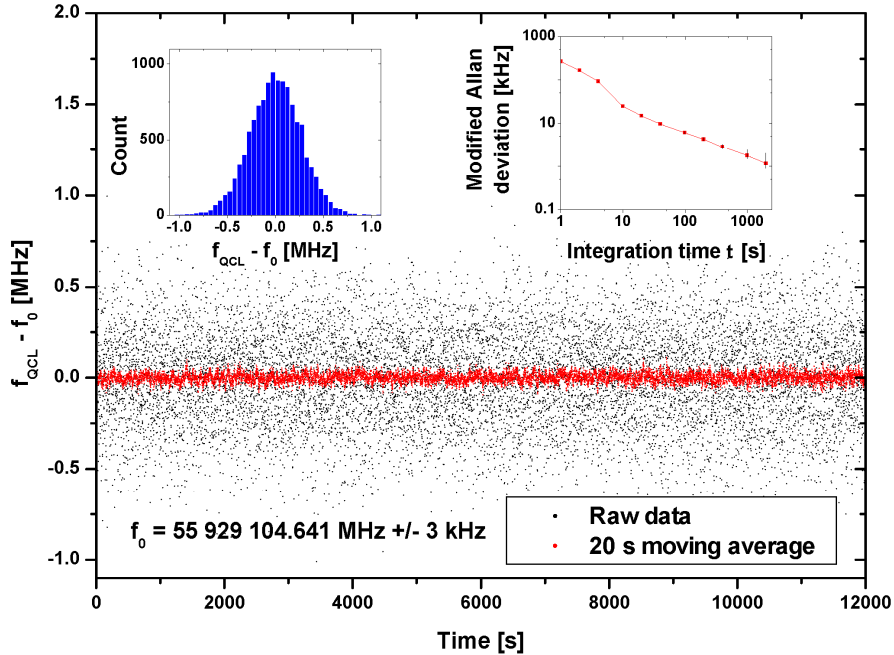 2.0
1.5
1.0
0.5
0.0
-0.5
-1.0
f_QCL - f_0 [MHz]
0 2000 4000 6000 8000 10000 12000
Time [s]
1000
500
0
Count
-1.0 -0.5 0.0 0.5 1.0
f_QCL - f_0 [MHz]
Modified Allan
deviation [kHz]
1000
10
1
0.1
1 10 100 1000
Integration time τ [s]
f_0 = 55 929 104.641 MHz +/- 3 kHz
Raw data
20 s moving average